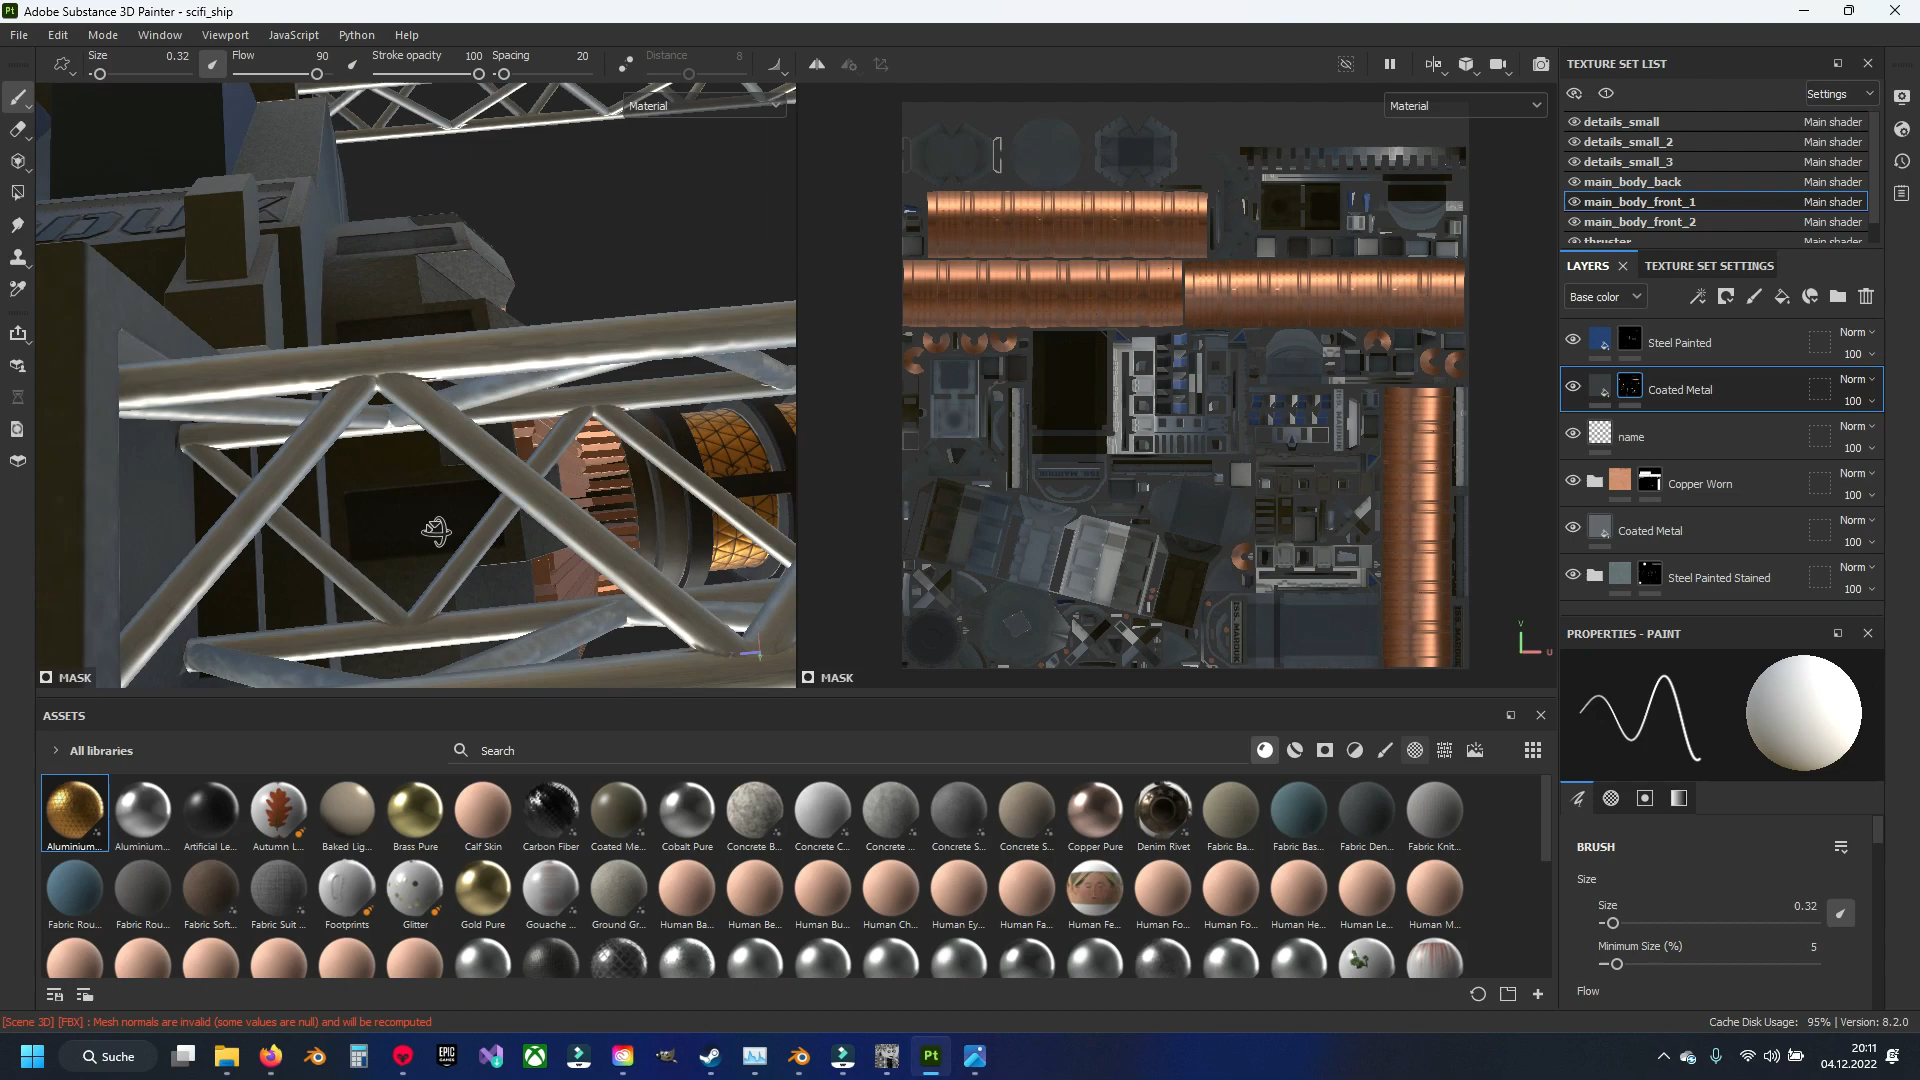 Adobe Substance 3D Painter - scifi_ship
File Edit Mode Window Viewport JavaScript Python Help
Size 0.32 Flow 90 Stroke opacity 100 Spacing 20 Distance 8
Material
Material
MASK
MASK
TEXTURE SET LIST
Settings
details_small Main shader
details_small_2 Main shader
details_small_3 Main shader
main_body_back Main shader
main_body_front_1 Main shader
main_body_front_2 Main shader
thruster Main shader
LAYERS TEXTURE SET SETTINGS
Base color
Steel Painted Norm 100
Coated Metal Norm 100
name Norm 100
Copper Worn Norm 100
Coated Metal Norm 100
Steel Painted Stained Norm 100
PROPERTIES - PAINT
BRUSH
Size
Size 0.32
Minimum Size (%) 5
Flow
ASSETS
All libraries Search
Aluminium... Aluminium... Artificial Le... Autumn L... Baked Lig... Brass Pure Calf Skin Carbon Fiber Coated Me... Cobalt Pure Concrete B... Concrete C... Concrete ... Concrete S... Concrete S... Copper Pure Denim Rivet Fabric Ba... Fabric Bas... Fabric Den... Fabric Knit...
Fabric Rou... Fabric Rou... Fabric Soft... Fabric Suit ... Footprints Glitter Gold Pure Gouache ... Ground Gr... Human Ba... Human Be... Human Bu... Human Ch... Human Ey... Human Fa... Human Fe... Human Fo... Human Fo... Human He... Human Le... Human M...
[Scene 3D] [FBX] : Mesh normals are invalid (some values are null) and will be recomputed
Cache Disk Usage: 95% | Version: 8.2.0
Suche
20:11
04.12.2022